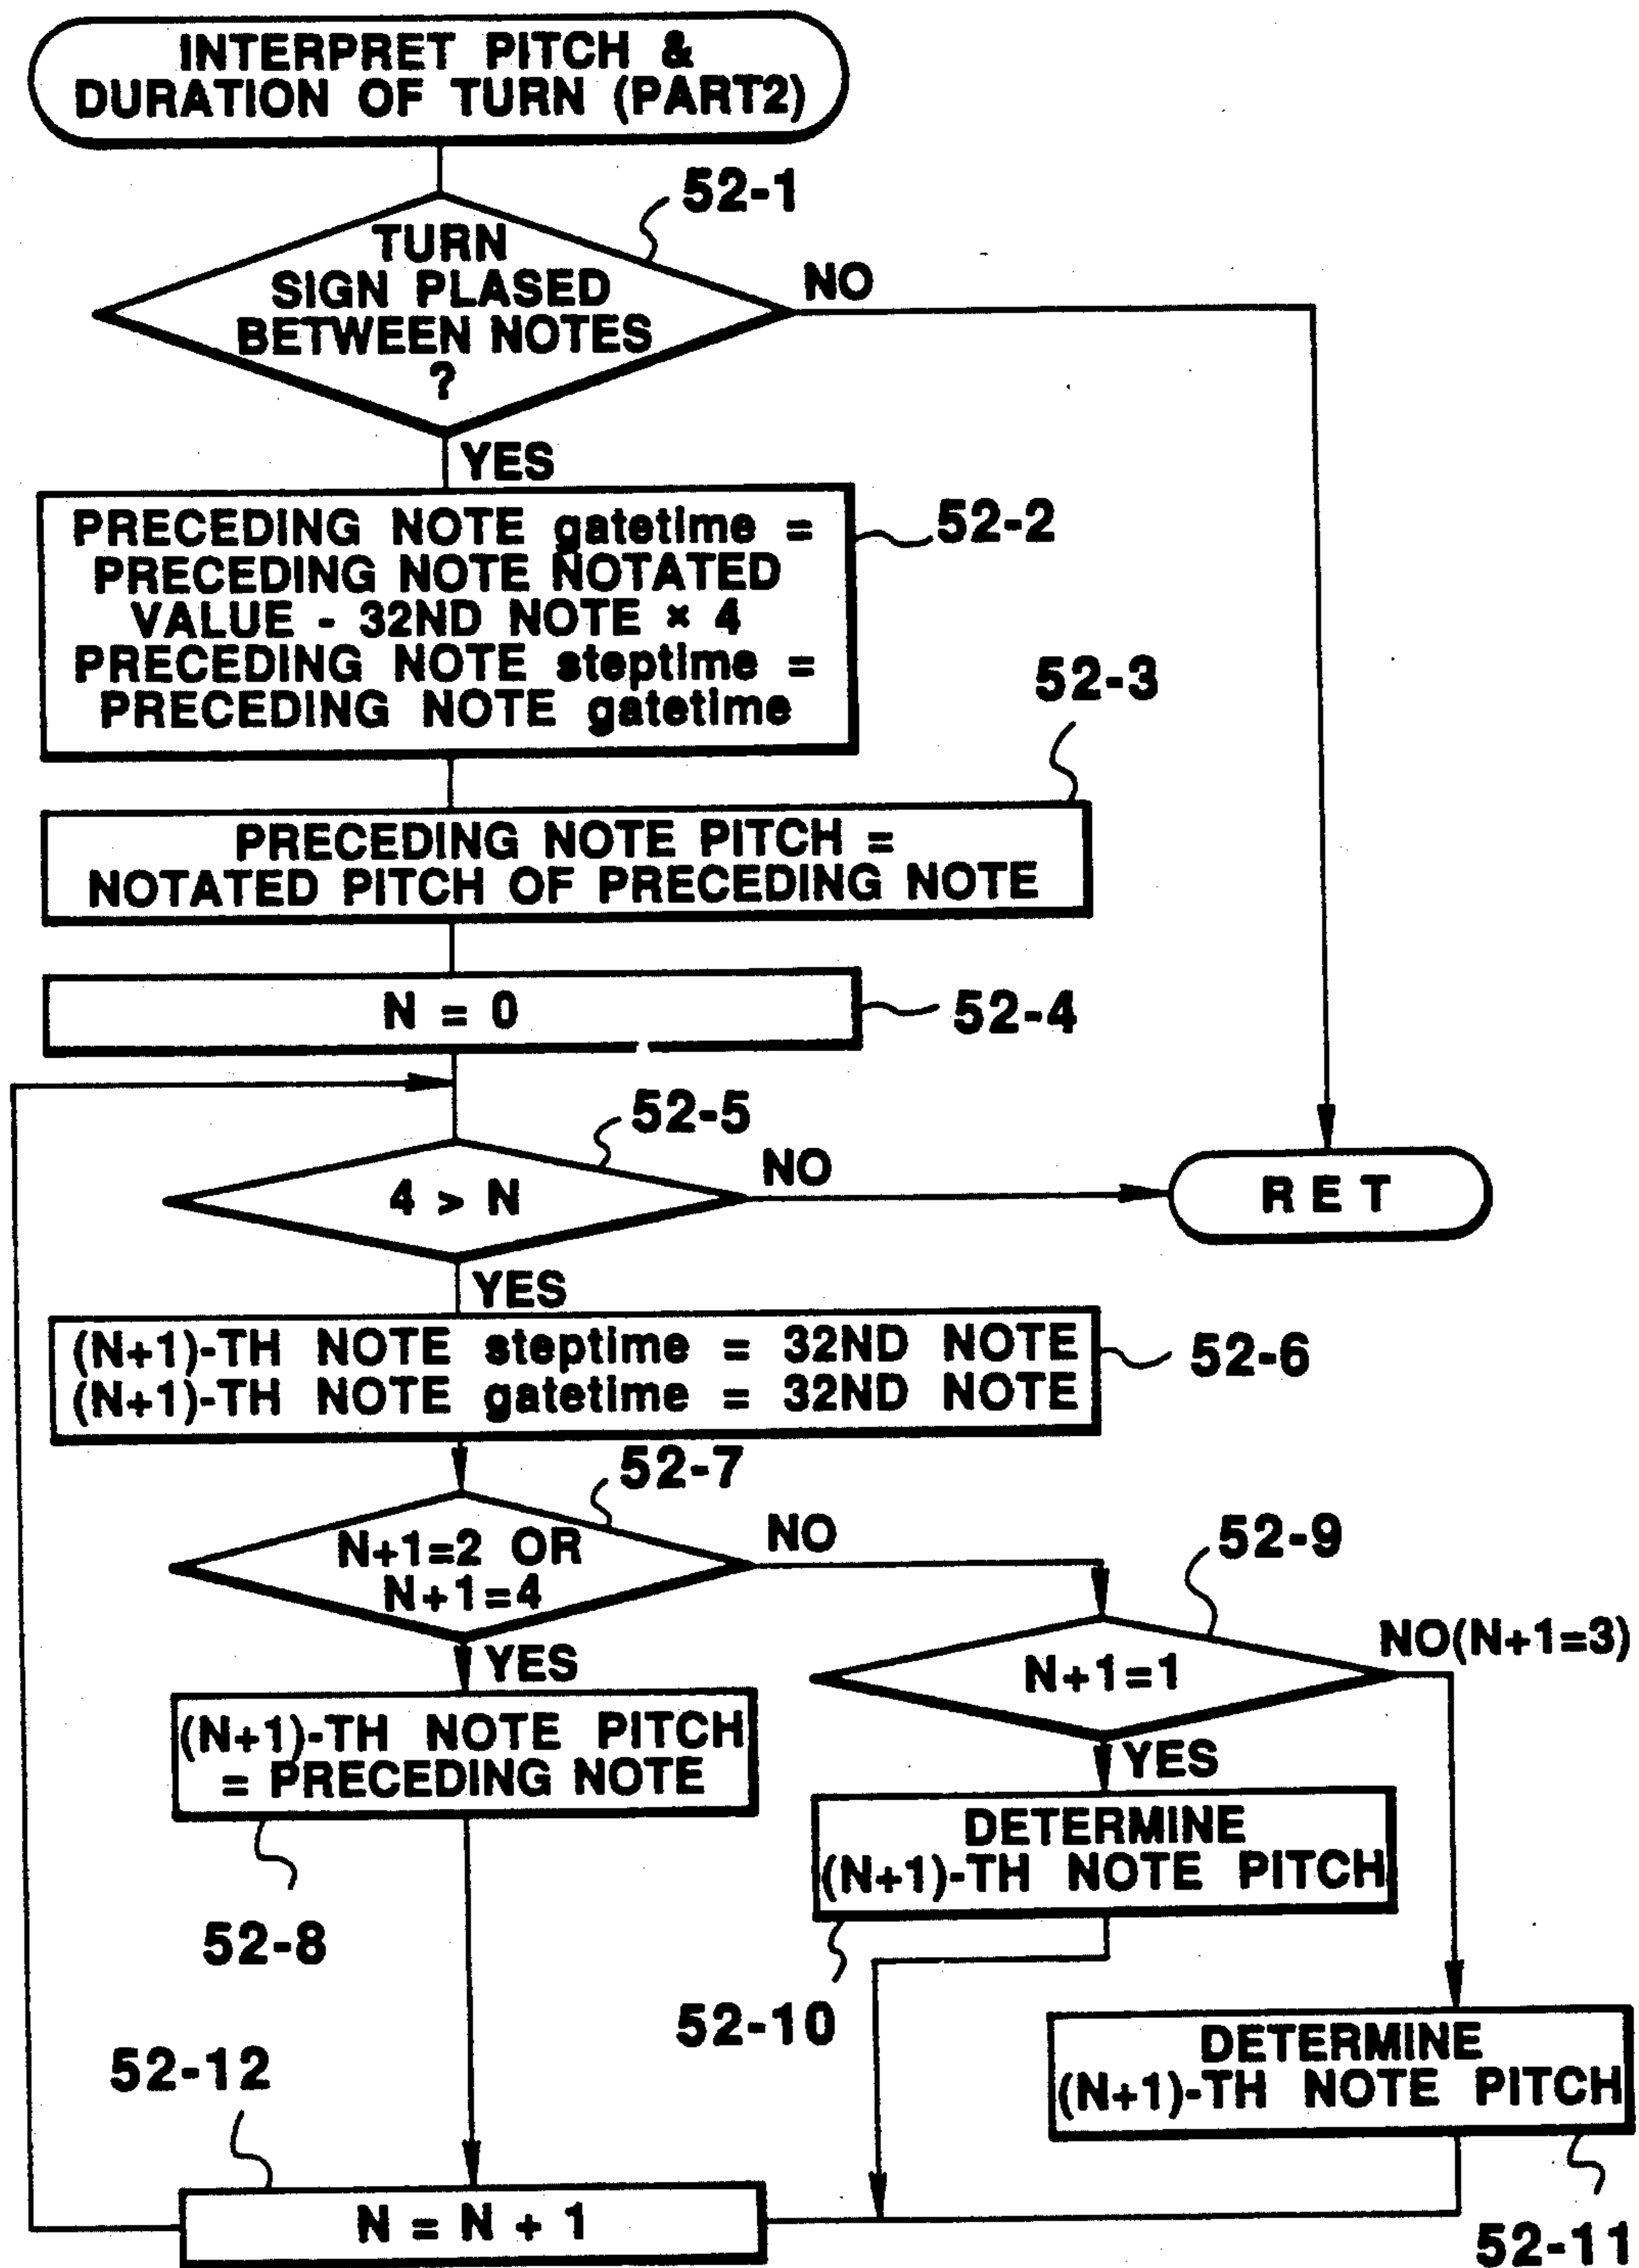 INTERPRET PITCH &
DURATION OF TURN (PART2)
52-1
TURN
SIGN PLASED
BETWEEN NOTES
?
NO
YES
PRECEDING NOTE gatetime =
PRECEDING NOTE NOTATED
VALUE - 32ND NOTE × 4
PRECEDING NOTE steptime =
PRECEDING NOTE gatetime
52-2
52-3
PRECEDING NOTE PITCH =
NOTATED PITCH OF PRECEDING NOTE
N = 0
52-4
52-5
4 > N
NO
RET
YES
(N+1)-TH NOTE steptime = 32ND NOTE
(N+1)-TH NOTE gatetime = 32ND NOTE
52-6
52-7
N+1=2 OR
N+1=4
NO
52-9
YES
N+1=1
NO(N+1=3)
(N+1)-TH NOTE PITCH
= PRECEDING NOTE
YES
52-8
DETERMINE
(N+1)-TH NOTE PITCH
52-10
DETERMINE
(N+1)-TH NOTE PITCH
52-11
52-12
N = N + 1